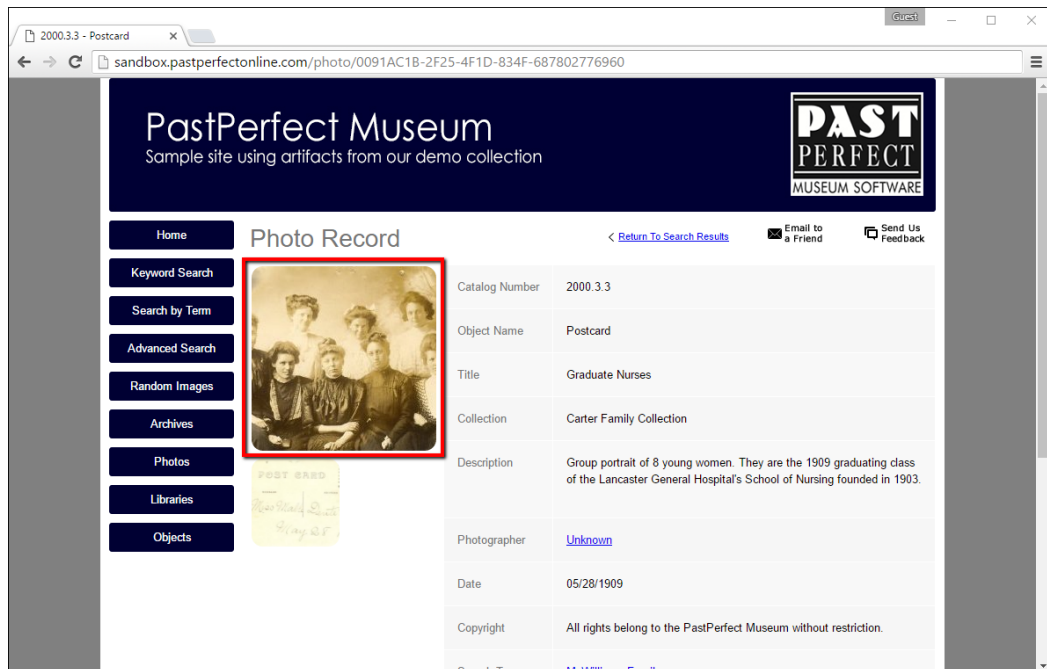 Guest
2000.3.3 - Postcard
sandbox.pastperfectonline.com/photo/0091AC1B-2F25-4F1D-834F-687802776960
PastPerfect Museum
Sample site using artifacts from our demo collection
PAST
PERFECT
MUSEUM SOFTWARE
Home
Keyword Search
Search by Term
Advanced Search
Random Images
Archives
Photos
Libraries
Objects
Photo Record
< Return To Search Results
Email to
a Friend
Send Us
Feedback
POST CARD
May 28
Catalog Number 2000.3.3
Object Name Postcard
Title Graduate Nurses
Collection Carter Family Collection
Description Group portrait of 8 young women. They are the 1909 graduating class
of the Lancaster General Hospital's School of Nursing founded in 1903.
Photographer Unknown
Date 05/28/1909
Copyright All rights belong to the PastPerfect Museum without restriction.